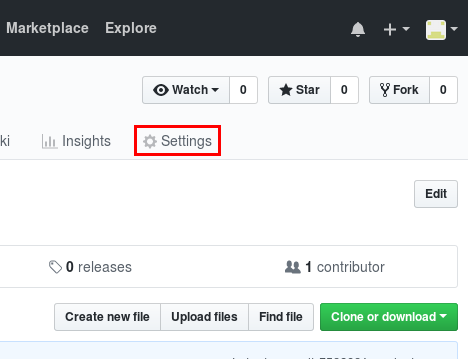 Marketplace Explore
Watch 0 Star 0 Fork 0
ki Insights Settings
Edit
0 releases 1 contributor
Create new file Upload files Find file Clone or download